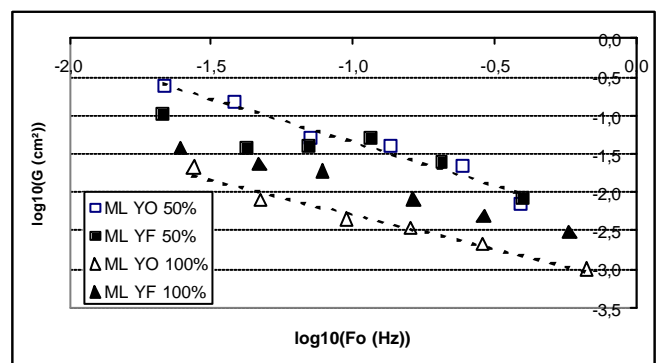 -2,0 -1,5 -1,0 -0,5 0,0
0,0
-0,5
-1,0
-1,5
-2,0
-2,5
-3,0
-3,5
log10(G (cm²))
ML YO 50%
ML YF 50%
ML YO 100%
ML YF 100%
log10(Fo (Hz))